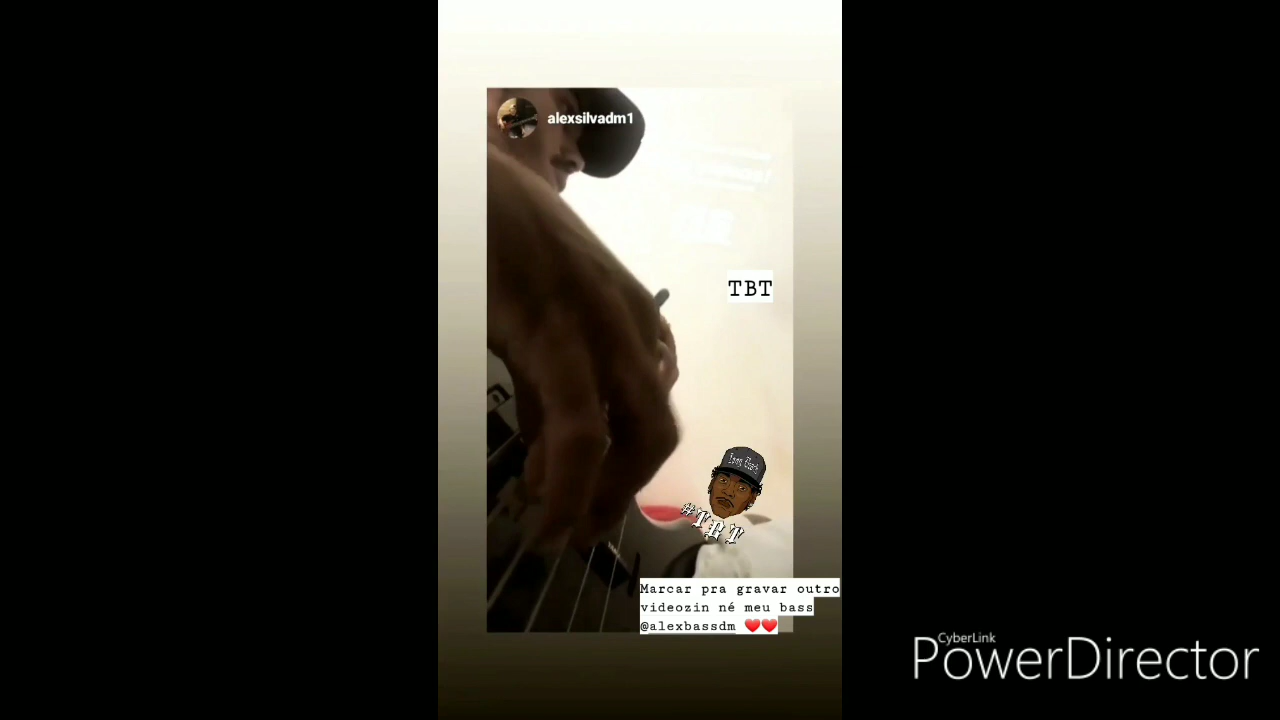 alexsilvadm1
TBT
#TBT
Marcar pra gravar outro
videozin né meu bass
@alexbassdm ❤️❤️
CyberLink
PowerDirector